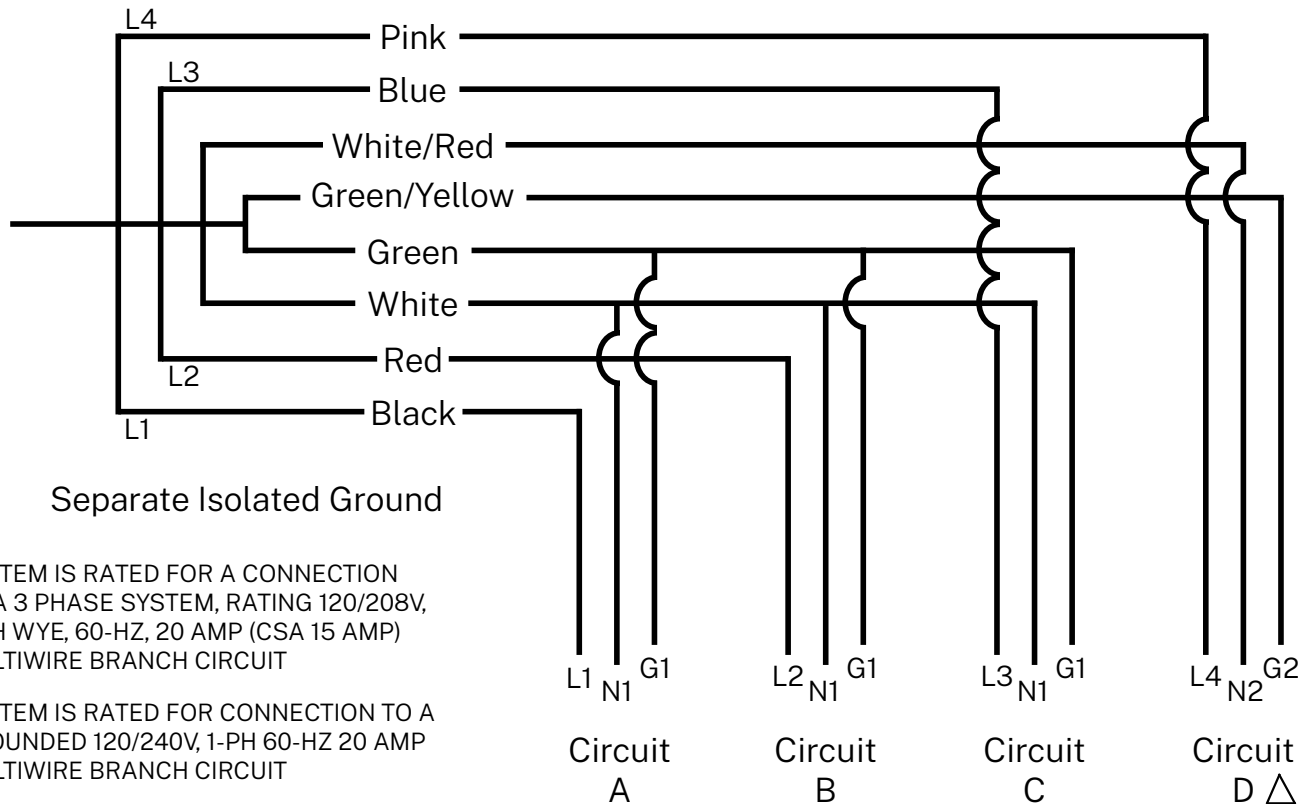 L4
Pink
L3
Blue
White/Red
Green/Yellow
Green
White
Red
L2
Black
L1
Separate Isolated Ground
TEM IS RATED FOR A CONNECTION
A 3 PHASE SYSTEM, RATING 120/208V,
H WYE, 60-HZ, 20 AMP (CSA 15 AMP)
LTIWIRE BRANCH CIRCUIT
TEM IS RATED FOR CONNECTION TO A
OUNDED 120/240V, 1-PH 60-HZ 20 AMP
LTIWIRE BRANCH CIRCUIT
L1 N1 G1
L2 N1 G1
L3 N1 G1
L4 N2 G2
Circuit
A
Circuit
B
Circuit
C
Circuit
D △